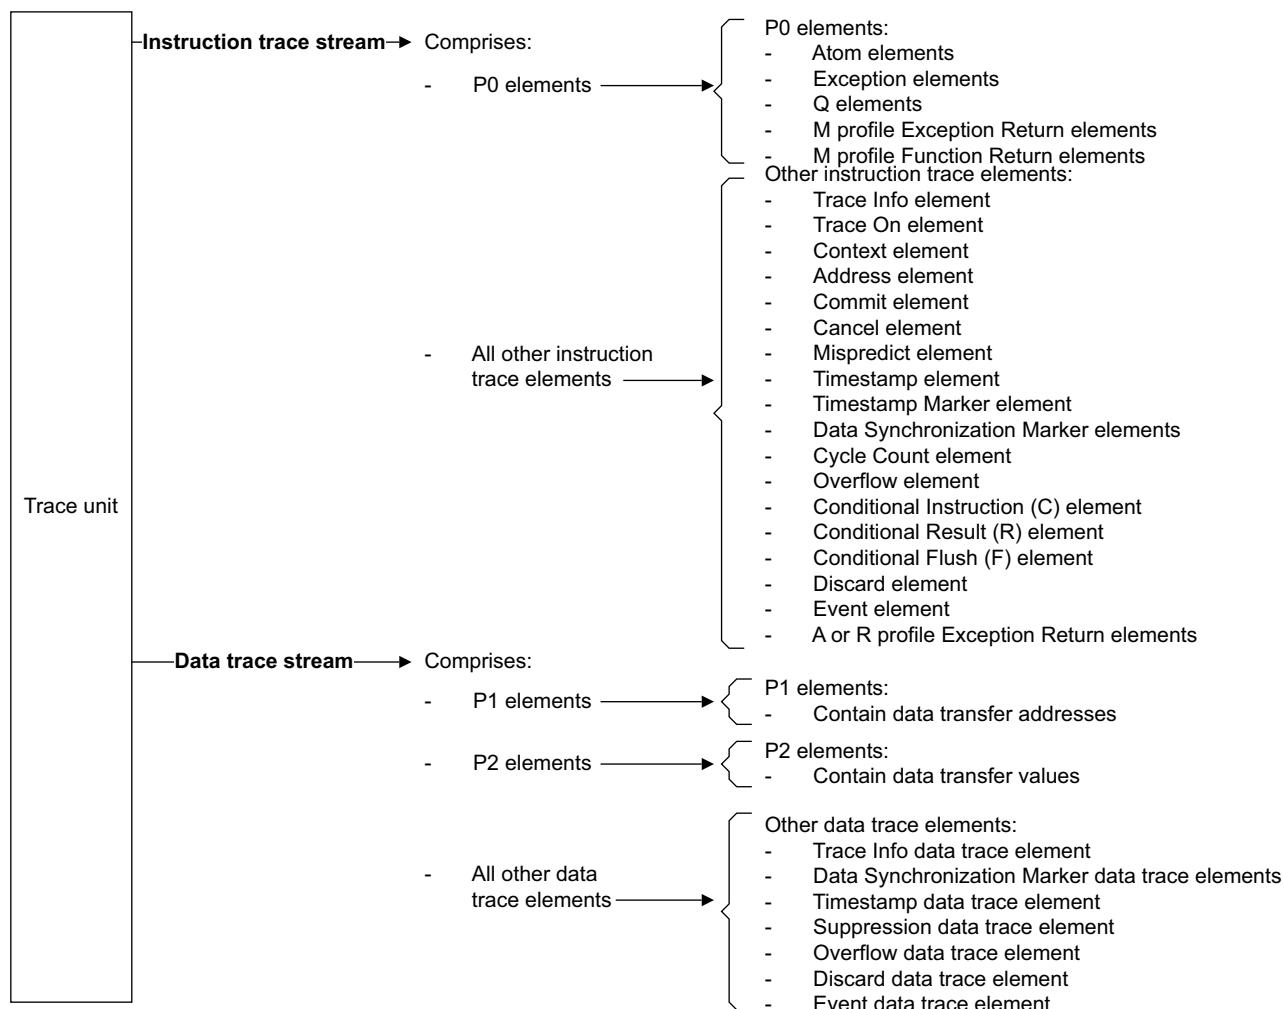 Trace unit
Instruction trace stream
Comprises:
- P0 elements
P0 elements:
- Atom elements
- Exception elements
- Q elements
- M profile Exception Return elements
- M profile Function Return elements
- All other instruction
trace elements
Other instruction trace elements:
- Trace Info element
- Trace On element
- Context element
- Address element
- Commit element
- Cancel element
- Mispredict element
- Timestamp element
- Timestamp Marker element
- Data Synchronization Marker elements
- Cycle Count element
- Overflow element
- Conditional Instruction (C) element
- Conditional Result (R) element
- Conditional Flush (F) element
- Discard element
- Event element
- A or R profile Exception Return elements
Data trace stream
Comprises:
- P1 elements
P1 elements:
- Contain data transfer addresses
- P2 elements
P2 elements:
- Contain data transfer values
- All other data
trace elements
Other data trace elements:
- Trace Info data trace element
- Data Synchronization Marker data trace elements
- Timestamp data trace element
- Suppression data trace element
- Overflow data trace element
- Discard data trace element
- Event data trace element